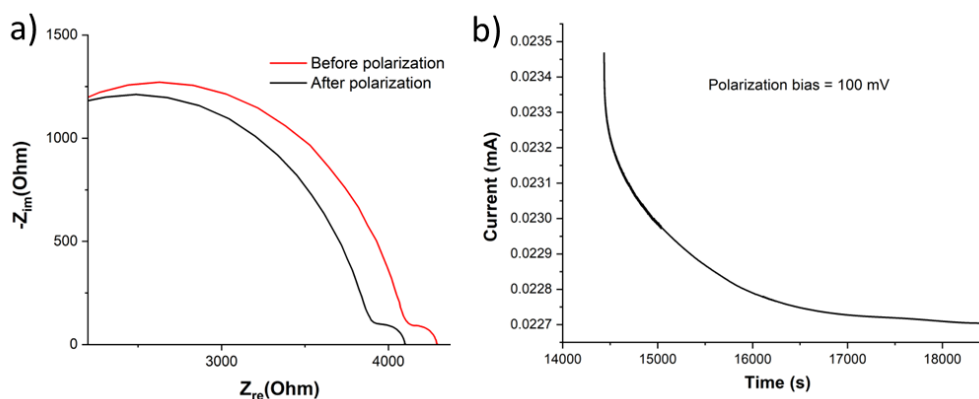 a)
1500
1000
500
0
-Zim(Ohm)
Before polarization
After polarization
3000
4000
Zre(Ohm)
b)
0.0235
0.0234
0.0233
0.0232
0.0231
0.0230
0.0229
0.0228
0.0227
Current (mA)
Polarization bias = 100 mV
14000
15000
16000
17000
18000
Time (s)